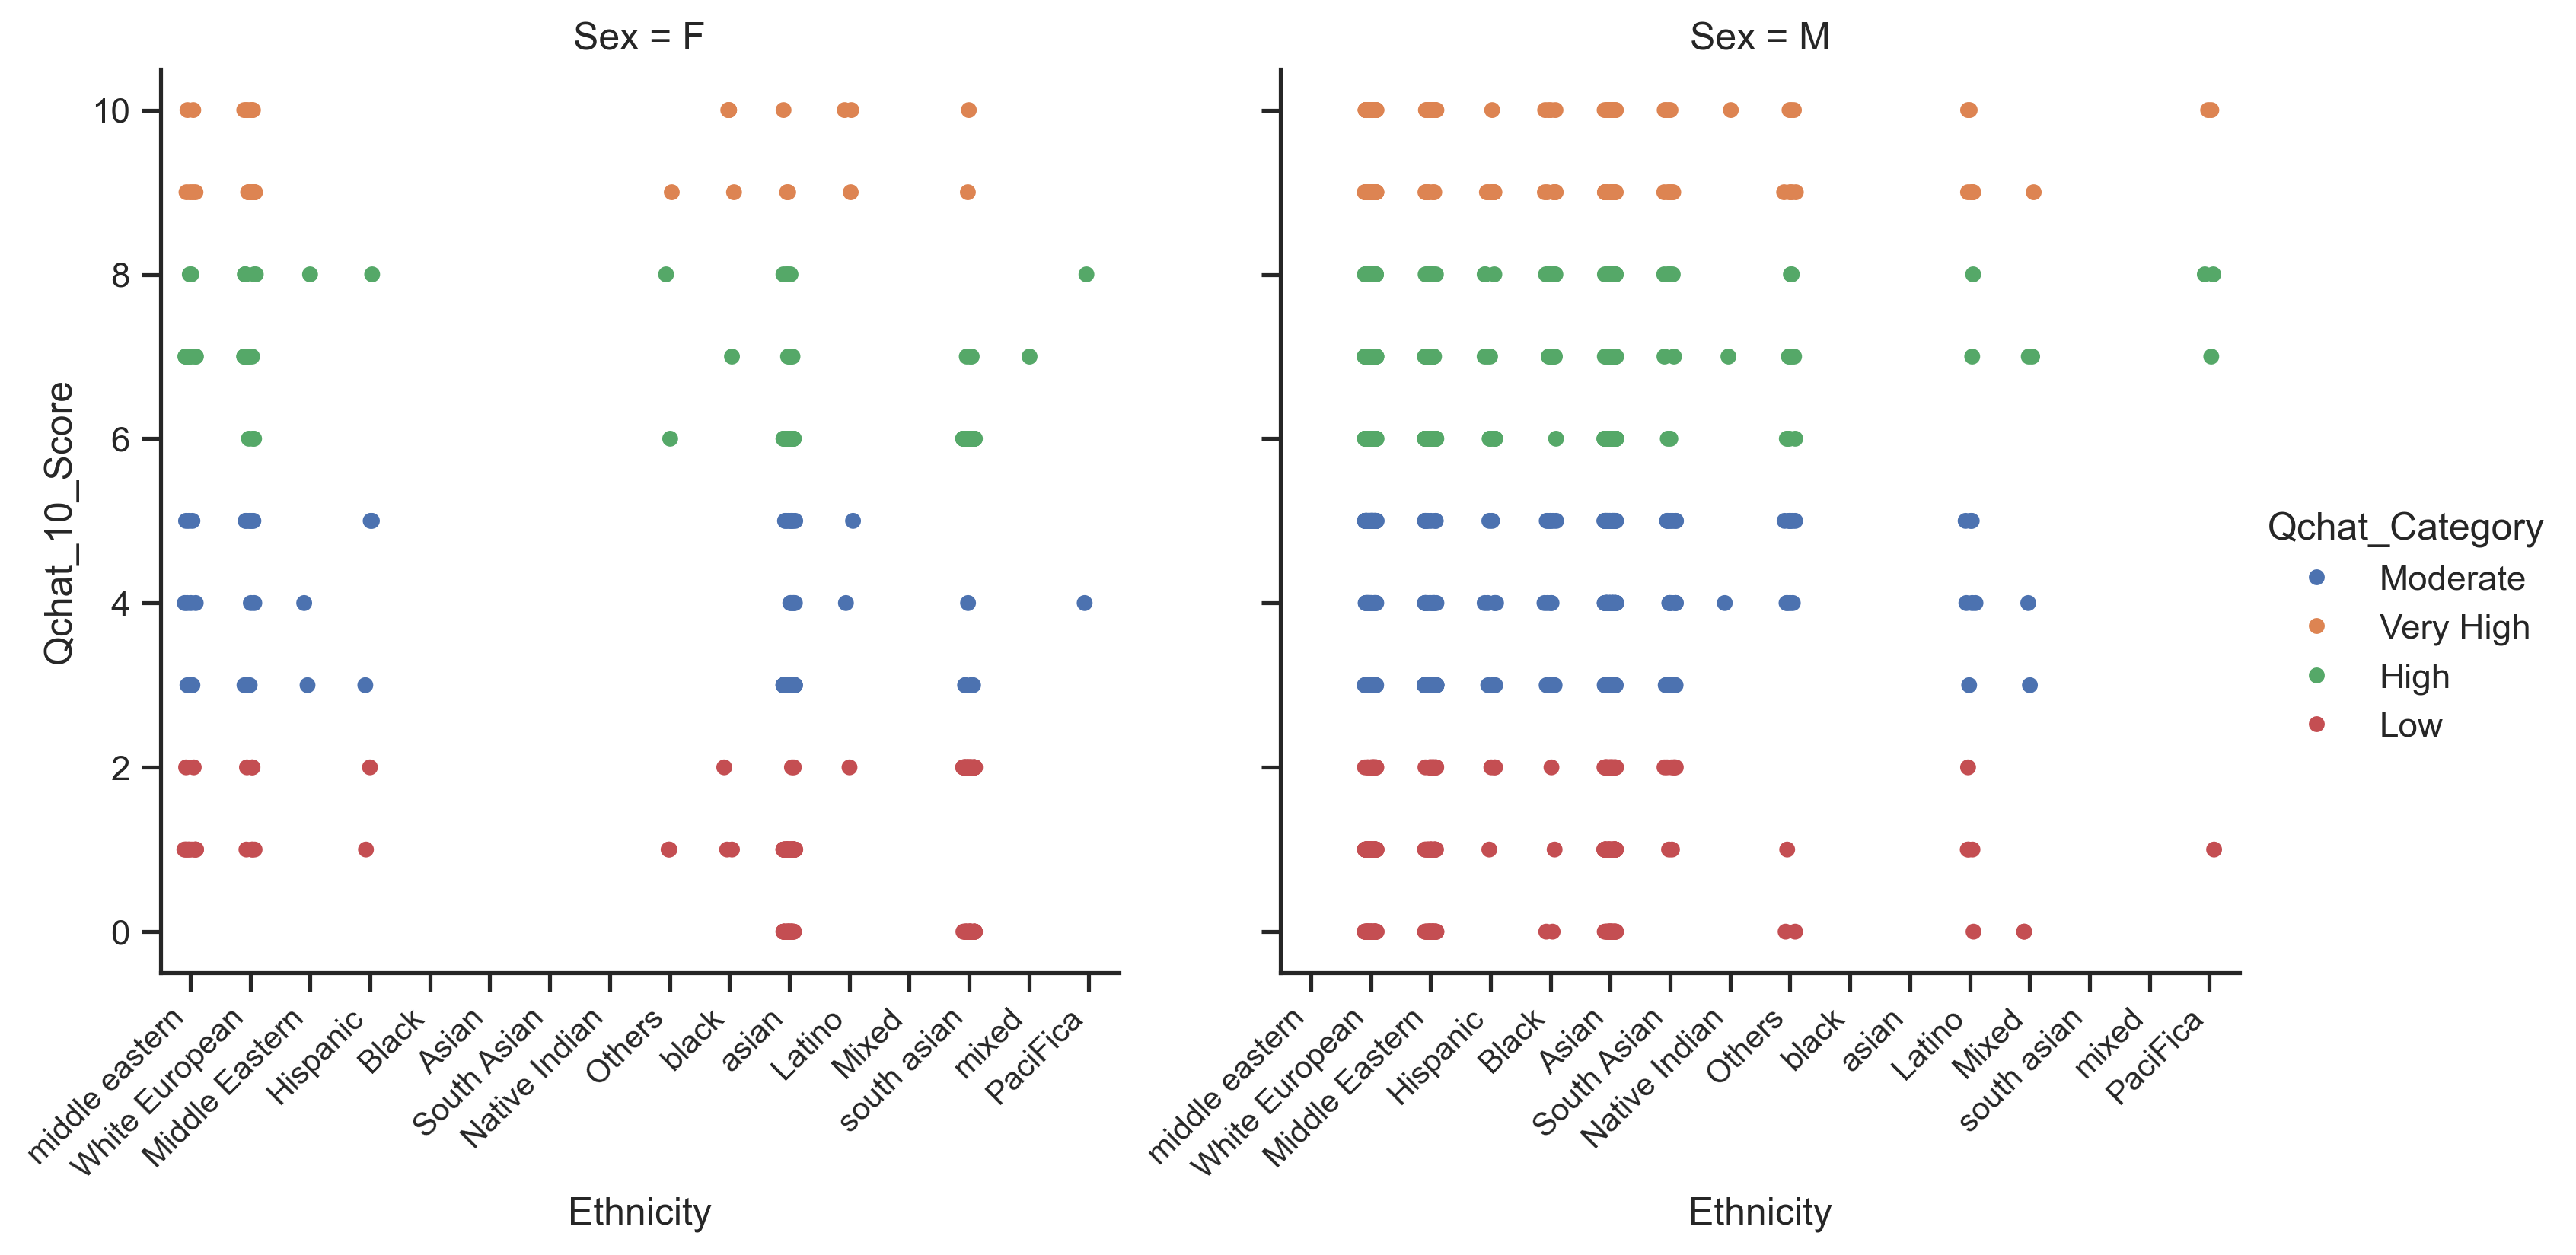 Sex = F
Sex = M
Qchat_10_Score
10
8
6
4
2
0
middle eastern
White European
Middle Eastern
Hispanic
Black
Asian
South Asian
Native Indian
Others
black
asian
Latino
Mixed
south asian
mixed
PaciFica
Ethnicity
middle eastern
White European
Middle Eastern
Hispanic
Black
Asian
South Asian
Native Indian
Others
black
asian
Latino
Mixed
south asian
mixed
PaciFica
Ethnicity
Qchat_Category
Moderate
Very High
High
Low